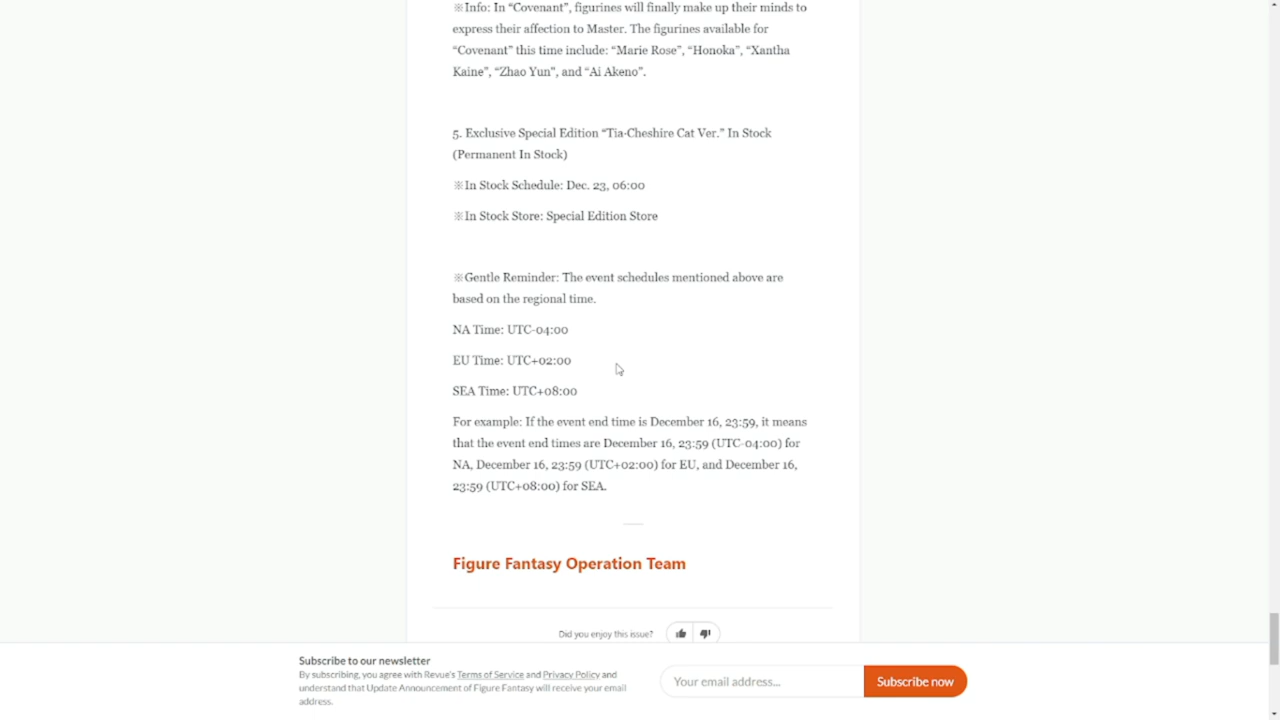 ※Info: In “Covenant”, figurines will finally make up their minds to
express their affection to Master. The figurines available for
“Covenant” this time include: “Marie Rose”, “Honoka”, “Xantha
Kaine”, “Zhao Yun”, and “Ai Akeno”.
5. Exclusive Special Edition “Tia-Cheshire Cat Ver.” In Stock
(Permanent In Stock)
※In Stock Schedule: Dec. 23, 06:00
※In Stock Store: Special Edition Store
※Gentle Reminder: The event schedules mentioned above are
based on the regional time.
NA Time: UTC-04:00
EU Time: UTC+02:00
SEA Time: UTC+08:00
For example: If the event end time is December 16, 23:59, it means
that the event end times are December 16, 23:59 (UTC-04:00) for
NA, December 16, 23:59 (UTC+02:00) for EU, and December 16,
23:59 (UTC+08:00) for SEA.
Figure Fantasy Operation Team
Did you enjoy this issue?
Subscribe to our newsletter
By subscribing, you agree with Revue's Terms of Service and Privacy Policy and
understand that Update Announcement of Figure Fantasy will receive your email
address.
Your email address...
Subscribe now